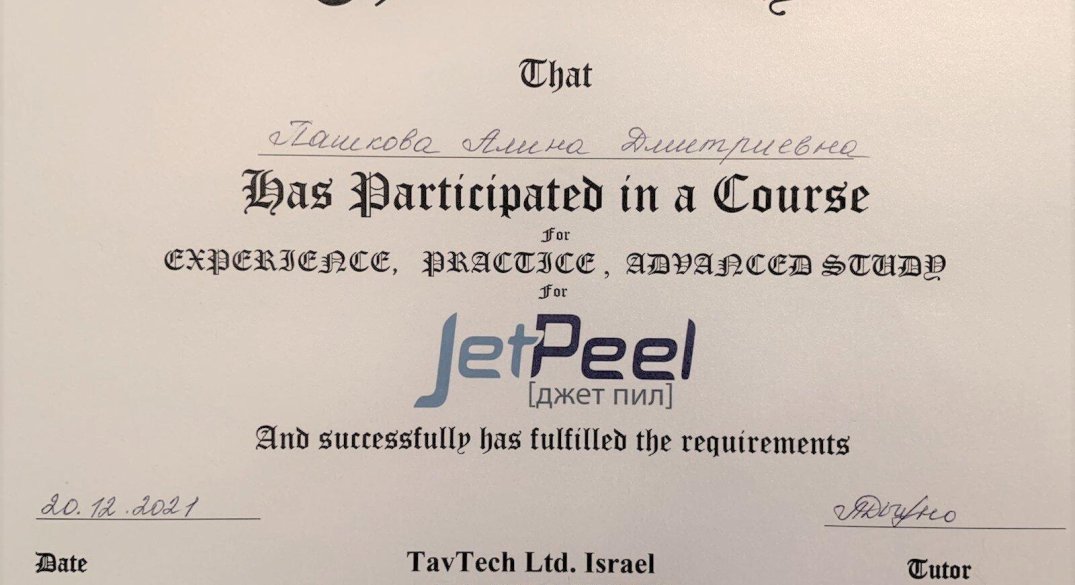 That
Пашкова Алина Дмитриевна
Has Participated in a Course
For
EXPERIENCE, PRACTICE, ADVANCED STUDY
For
JetPeel
[джет пил]
And successfully has fulfilled the requirements
20.12.2021
Date
TavTech Ltd. Israel
Tutor